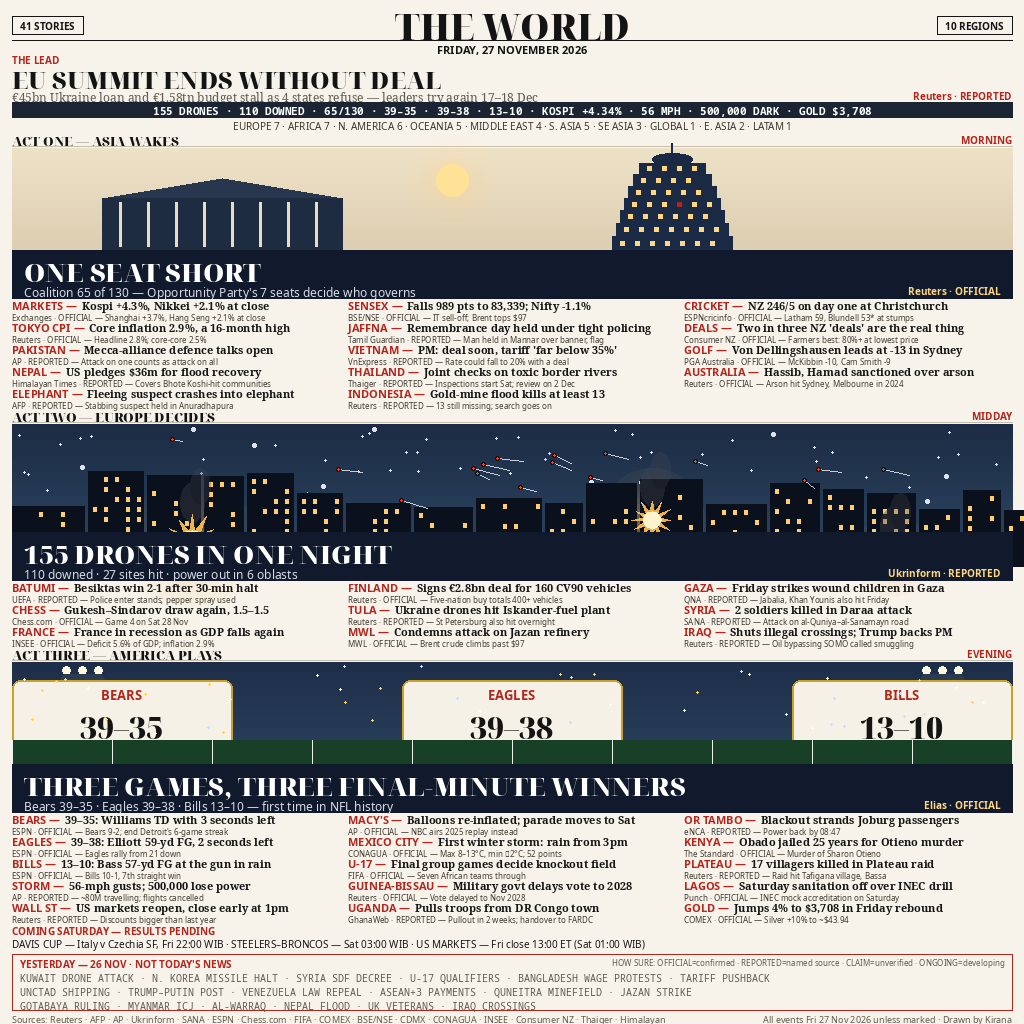 41 STORIES
THE WORLD
10 REGIONS
FRIDAY, 27 NOVEMBER 2026
THE LEAD
EU SUMMIT ENDS WITHOUT DEAL
€45bn Ukraine loan and €1.58tn budget stall as 4 states refuse — leaders try again 17–18 Dec
Reuters · REPORTED
155 DRONES · 110 DOWNED · 65/130 · 39–35 · 39–38 · 13–10 · KOSPI +4.34% · 56 MPH · 500,000 DARK · GOLD $3,708
EUROPE 7 · AFRICA 7 · N. AMERICA 6 · OCEANIA 5 · MIDDLE EAST 4 · S. ASIA 5 · SE ASIA 3 · GLOBAL 1 · E. ASIA 2 · LATAM 1
ACT ONE — ASIA WAKES
MORNING
ONE SEAT SHORT
Coalition 65 of 130 — Opportunity Party's 7 seats decide who governs
Reuters · OFFICIAL
MARKETS — Kospi +4.3%, Nikkei +2.1% at close
Exchanges · OFFICIAL — Shanghai +3.7%, Hang Seng +2.1% at close
TOKYO CPI — Core inflation 2.9%, a 16-month high
Reuters · OFFICIAL — Headline 2.8%; core-core 2.5%
PAKISTAN — Mecca-alliance defence talks open
AP · REPORTED — Attack on one counts as attack on all
NEPAL — US pledges $36m for flood recovery
Himalayan Times · REPORTED — Covers Bhote Koshi-hit communities
ELEPHANT — Fleeing suspect crashes into elephant
AFP · REPORTED — Stabbing suspect held in Anuradhapura
SENSEX — Falls 989 pts to 83,339; Nifty -1.1%
BSE/NSE · OFFICIAL — IT sell-off; Brent tops $97
JAFFNA — Remembrance day held under tight policing
Tamil Guardian · REPORTED — Man held in Mannar over banner, flag
VIETNAM — PM: deal soon, tariff 'far below 35%'
VnExpress · REPORTED — Rate could fall to 20% with a deal
THAILAND — Joint checks on toxic border rivers
Thaiger · REPORTED — Inspections start Sat; review on 2 Dec
INDONESIA — Gold-mine flood kills at least 13
Reuters · REPORTED — 13 still missing; search goes on
CRICKET — NZ 246/5 on day one at Christchurch
ESPNcricinfo · OFFICIAL — Latham 59, Blundell 53* at stumps
DEALS — Two in three NZ 'deals' are the real thing
Consumer NZ · OFFICIAL — Farmers best: 80%+ at lowest price
GOLF — Von Dellingshausen leads at -13 in Sydney
PGA Australia · OFFICIAL — McKibbin -10, Cam Smith -9
AUSTRALIA — Hassib, Hamad sanctioned over arson
Reuters · OFFICIAL — Arson hit Sydney, Melbourne in 2024
ACT TWO — EUROPE DECIDES
MIDDAY
155 DRONES IN ONE NIGHT
110 downed · 27 sites hit · power out in 6 oblasts
Ukrinform · REPORTED
BATUMI — Besiktas win 2-1 after 30-min halt
UEFA · REPORTED — Police enter stands; pepper spray used
CHESS — Gukesh–Sindarov draw again, 1.5–1.5
Chess.com · OFFICIAL — Game 4 on Sat 28 Nov
FRANCE — France in recession as GDP falls again
INSEE · OFFICIAL — Deficit 5.6% of GDP, inflation 2.9%
FINLAND — Signs €2.8bn deal for 160 CV90 vehicles
Reuters · OFFICIAL — Five-nation buy totals 400+ vehicles
TULA — Ukraine drones hit Iskander-fuel plant
Reuters · REPORTED — St Petersburg also hit overnight
MWL — Condemns attack on Jazan refinery
MWL · OFFICIAL — Brent crude climbs past $97
GAZA — Friday strikes wound children in Gaza
QNA · REPORTED — Jabalia, Khan Younis also hit Friday
SYRIA — 2 soldiers killed in Daraa attack
SANA · REPORTED — Attack on al-Quniya–al-Sanamayn road
IRAQ — Shuts illegal crossings; Trump backs PM
Reuters · REPORTED — Oil bypassing SOMO called smuggling
ACT THREE — AMERICA PLAYS
EVENING
BEARS
39–35
EAGLES
39–38
BILLS
13–10
THREE GAMES, THREE FINAL-MINUTE WINNERS
Bears 39–35 · Eagles 39–38 · Bills 13–10 — first time in NFL history
Elias · OFFICIAL
BEARS — 39–35: Williams TD with 3 seconds left
ESPN · OFFICIAL — Bears 9-2; end Detroit's 6-game streak
EAGLES — 39–38: Elliott 59-yd FG, 2 seconds left
ESPN · OFFICIAL — Eagles rally from 21 down
BILLS — 13–10: Bass 57-yd FG at the gun in rain
ESPN · OFFICIAL — Bills 10-1, 7th straight win
STORM — 56-mph gusts; 500,000 lose power
AP · REPORTED — ~80M travelling; flights cancelled
WALL ST — US markets reopen, close early at 1pm
Reuters · REPORTED — Discounts bigger than last year
MACY'S — Balloons re-inflated; parade moves to Sat
AP · OFFICIAL — NBC airs 2025 replay instead
MEXICO CITY — First winter storm: rain from 3pm
CONAGUA · OFFICIAL — Max 8–13°C, min 02°C; 52 points
U-17 — Final group games decide knockout field
FIFA · OFFICIAL — Seven African teams through
GUINEA-BISSAU — Military govt delays vote to 2028
Reuters · OFFICIAL — Vote delayed to Nov 2028
UGANDA — Pulls troops from DR Congo town
GhanaWeb · REPORTED — Pullout in 2 weeks; handover to FARDC
OR TAMBO — Blackout strands Joburg passengers
eNCA · REPORTED — Power back by 08:47
KENYA — Obado jailed 25 years for Otieno murder
The Standard · OFFICIAL — Murder of Sharon Otieno
PLATEAU — 17 villagers killed in Plateau raid
Reuters · REPORTED — Raid hit Tafigana village, Bassa
LAGOS — Saturday sanitation off over INEC drill
Punch · OFFICIAL — INEC mock accreditation on Saturday
GOLD — Jumps 4% to $3,708 in Friday rebound
COMEX · OFFICIAL — Silver +10% to ~$43.94
COMING SATURDAY — RESULTS PENDING
DAVIS CUP — Italy v Czechia SF, Fri 22:00 WIB · STEELERS–BRONCOS — Sat 03:00 WIB · US MARKETS — Fri close 13:00 ET (Sat 01:00 WIB)
YESTERDAY — 26 NOV · NOT TODAY'S NEWS
HOW SURE: OFFICIAL=confirmed · REPORTED=named source · CLAIM=unverified · ONGOING=developing
KUWAIT DRONE ATTACK · N. KOREA MISSILE HALT · SYRIA SDF DECREE · U-17 QUALIFIERS · BANGLADESH WAGE PROTESTS · TARIFF PUSHBACK
UNCTAD SHIPPING · TRUMP–PUTIN POST · VENEZUELA LAW REPEAL · ASEAN+3 PAYMENTS · QUNEITRA MINEFIELD · JAZAN STRIKE
GOTABAYA RULING · MYANMAR ICJ · AL-WARRAQ · NEPAL FLOOD · UK VETERANS · IRAQ CROSSINGS
Sources: Reuters · AFP · AP · Ukrinform · SANA · ESPN · Chess.com · FIFA · COMEX · BSE/NSE · CDMX · CONAGUA · INSEE · Consumer NZ · Thaiger · Himalayan
All events Fri 27 Nov 2026 unless marked · Drawn by Kirana